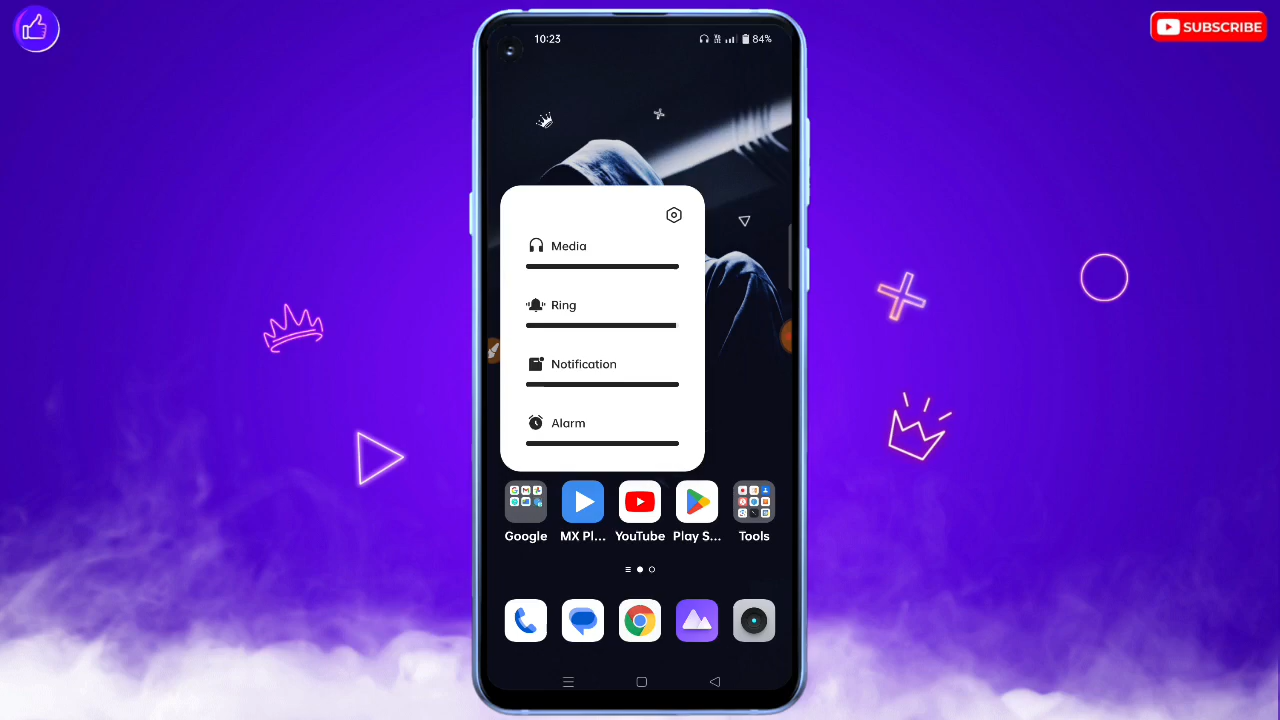 SUBSCRIBE
10:23
84%
Media
Ring
Notification
Alarm
Google MX Pl... YouTube Play S... Tools